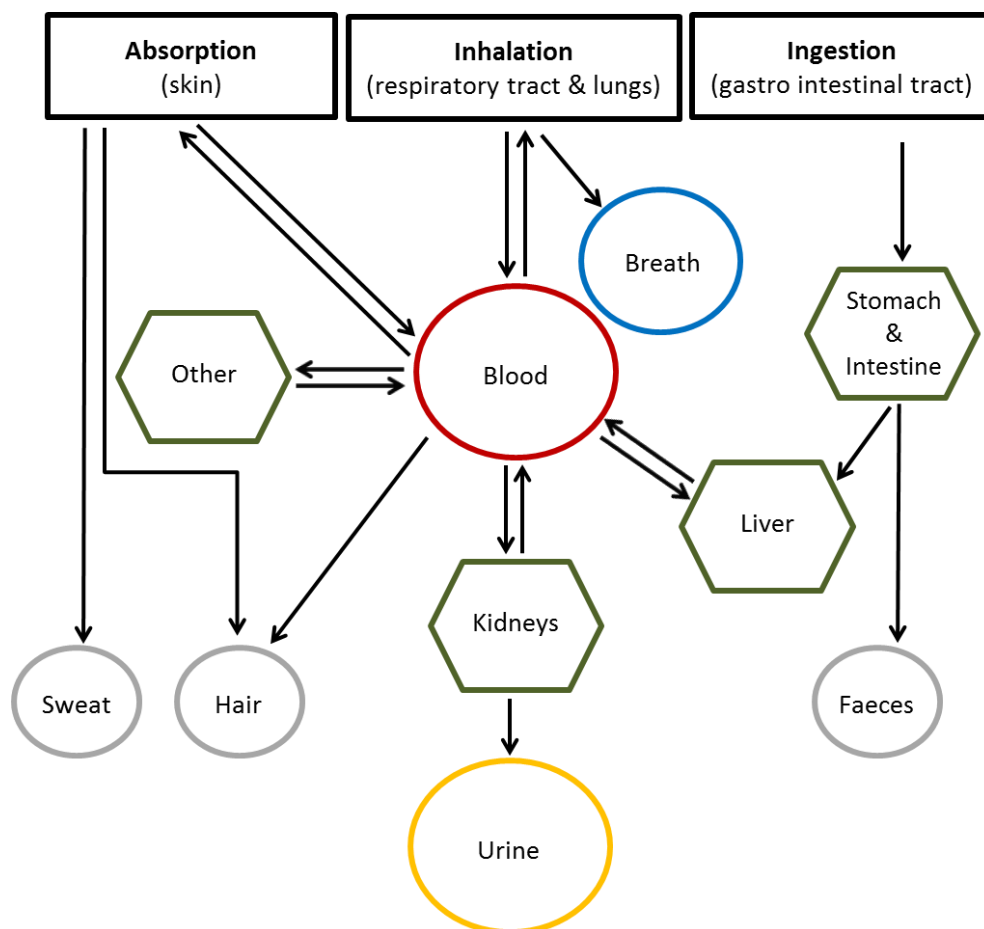 Absorption
(skin)
Inhalation
(respiratory tract & lungs)
Ingestion
(gastro intestinal tract)
Breath
Stomach
&
Intestine
Other
Blood
Liver
Kidneys
Sweat
Hair
Faeces
Urine